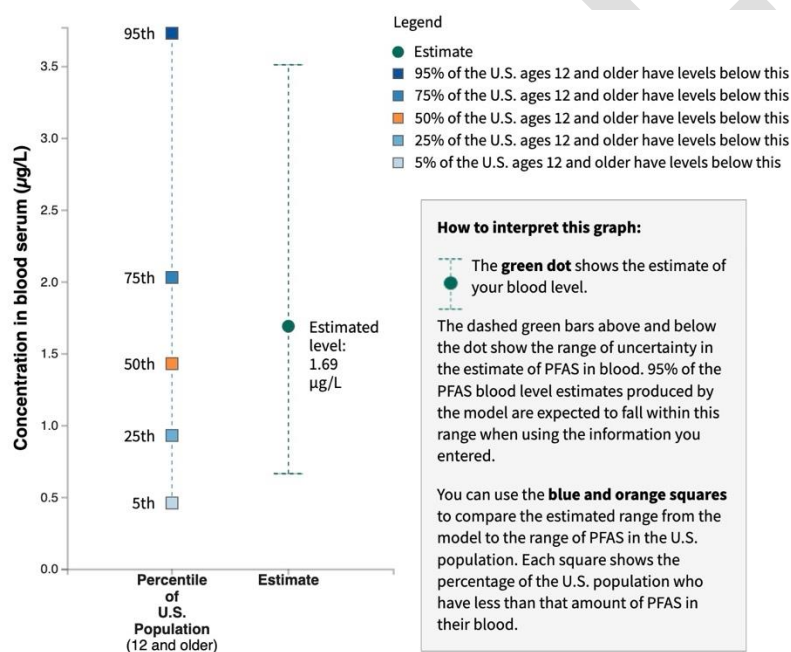 Legend
Estimate
95% of the U.S. ages 12 and older have levels below this
75% of the U.S. ages 12 and older have levels below this
50% of the U.S. ages 12 and older have levels below this
25% of the U.S. ages 12 and older have levels below this
5% of the U.S. ages 12 and older have levels below this
Concentration in blood serum (µg/L)
3.5
3.0
2.5
2.0
1.5
1.0
0.5
0.0
95th
75th
50th
25th
5th
Estimated
level:
1.69
µg/L
Percentile
of
U.S.
Population
(12 and older)
Estimate
How to interpret this graph:
The green dot shows the estimate of
your blood level.
The dashed green bars above and below
the dot show the range of uncertainty in
the estimate of PFAS in blood. 95% of the
PFAS blood level estimates produced by
the model are expected to fall within this
range when using the information you
entered.
You can use the blue and orange squares
to compare the estimated range from the
model to the range of PFAS in the U.S.
population. Each square shows the
percentage of the U.S. population who
have less than that amount of PFAS in
their blood.